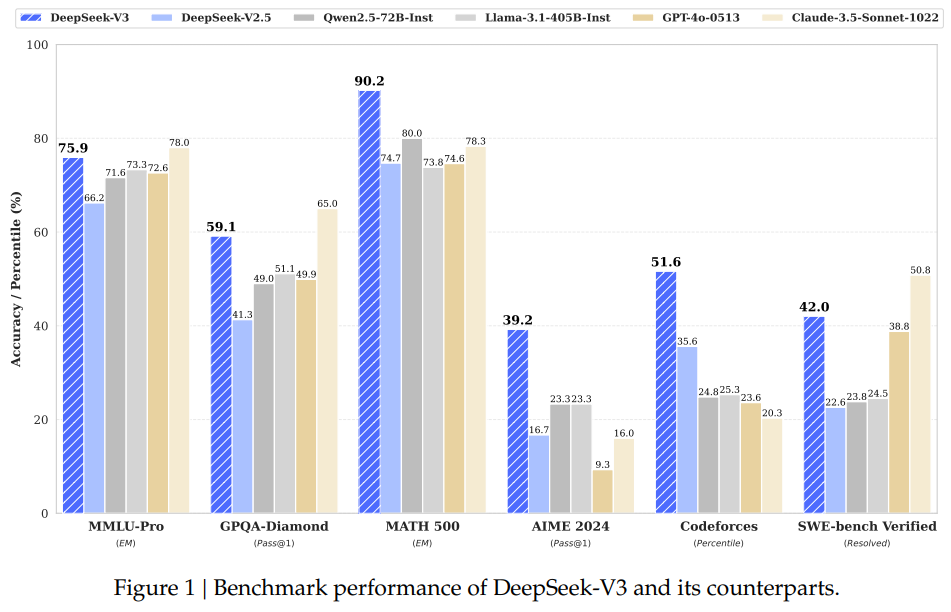 DeepSeek-V3 DeepSeek-V2.5 Qwen2.5-72B-Inst Llama-3.1-405B-Inst GPT-4o-0513 Claude-3.5-Sonnet-1022
Accuracy / Percentile (%)
100
80
60
40
20
0
75.9 66.2 71.6 73.3 72.6 78.0
59.1 41.3 49.0 51.1 49.9 65.0
90.2 74.7 80.0 73.8 74.6 78.3
39.2 16.7 23.3 23.3 9.3 16.0
51.6 35.6 24.8 25.3 23.6 20.3
42.0 22.6 23.8 24.5 38.8 50.8
MMLU-Pro GPQA-Diamond MATH 500 AIME 2024 Codeforces SWE-bench Verified
(EM) (Pass@1) (EM) (Pass@1) (Percentile) (Resolved)
Figure 1 | Benchmark performance of DeepSeek-V3 and its counterparts.